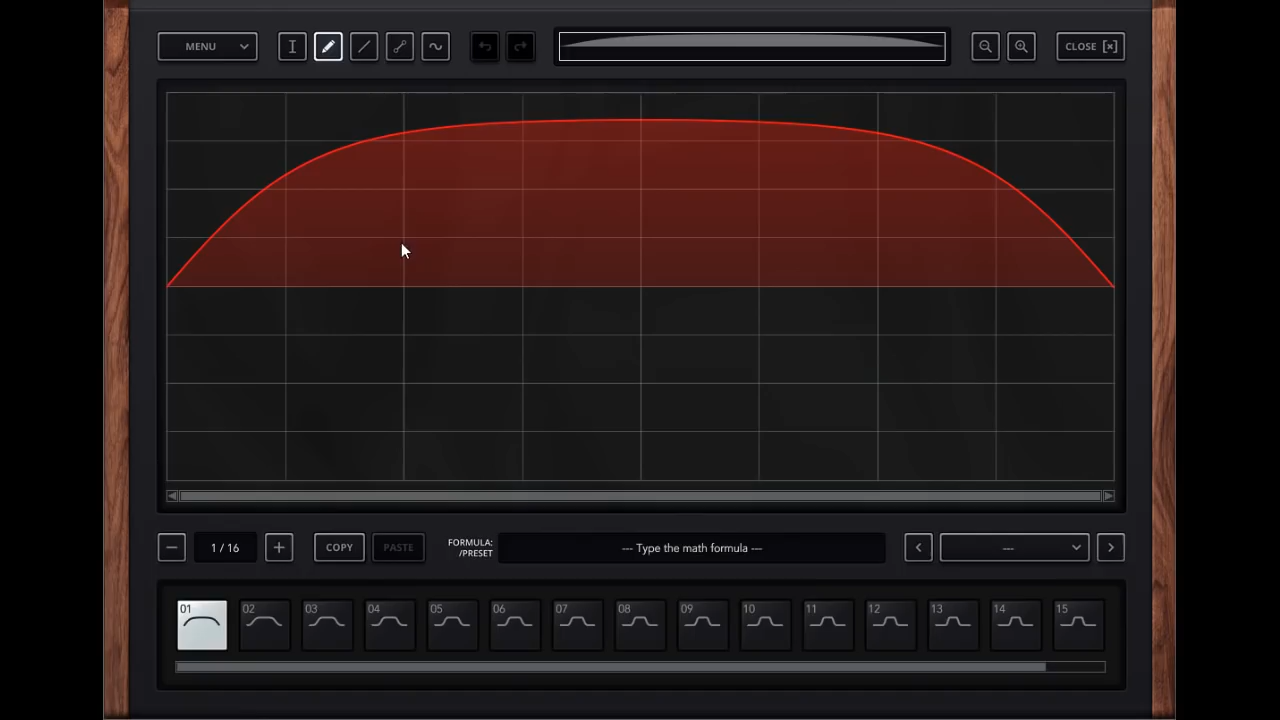 MENU
CLOSE [×]
1 / 16
COPY
PASTE
FORMULA:
/PRESET
--- Type the math formula ---
---
01
02
03
04
05
06
07
08
09
10
11
12
13
14
15